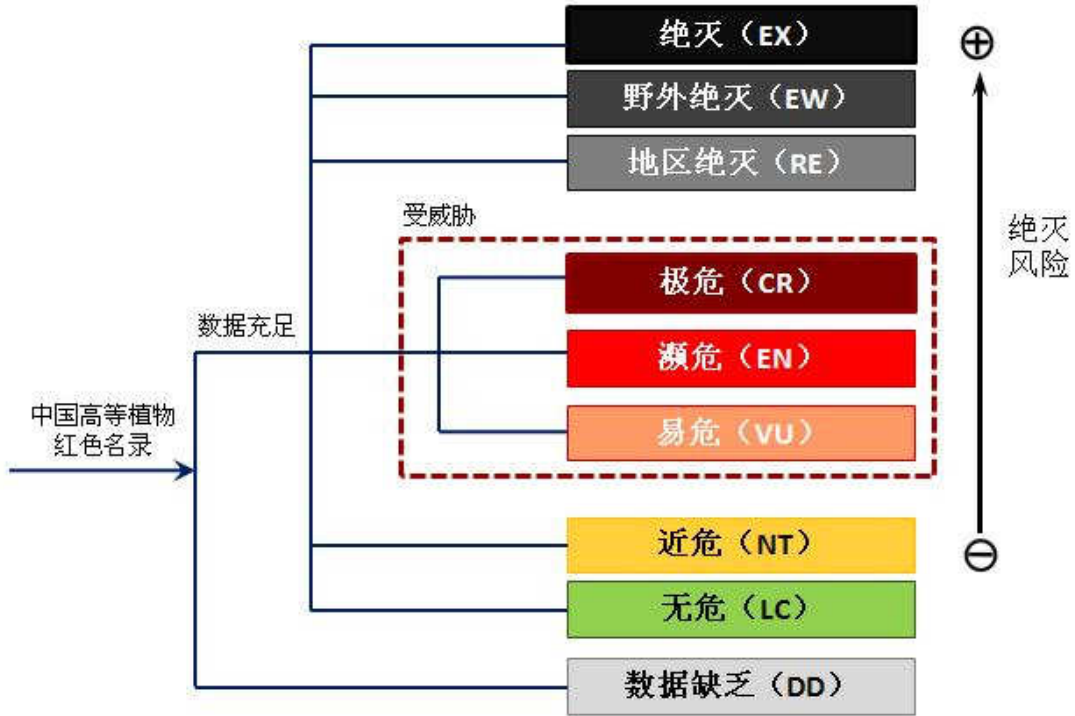 绝灭（EX）
野外绝灭（EW）
地区绝灭（RE）
受威胁
绝灭
风险
极危（CR）
数据充足
濒危（EN）
中国高等植物
红色名录
易危（VU）
近危（NT）
无危（LC）
数据缺乏（DD）